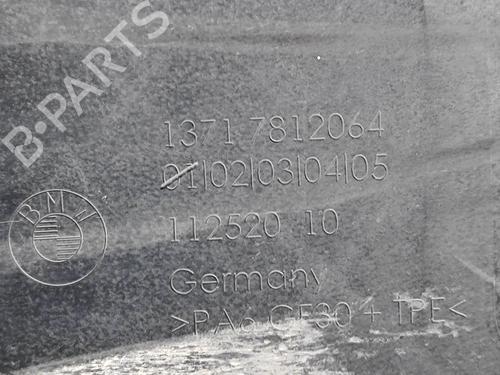 B-PARTS
1371 7812064
01|02|03|04|05
BMW
112520 10
Germany
>PA6 GF30 + TPE<